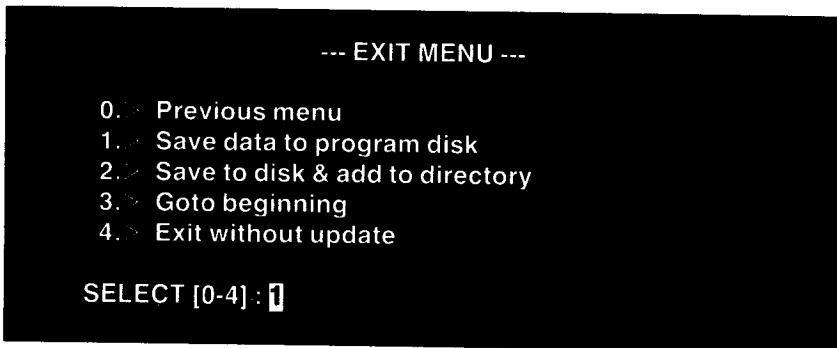 --- EXIT MENU ---
0.> Previous menu
1.> Save data to program disk
2.> Save to disk & add to directory
3.> Goto beginning
4.> Exit without update
SELECT [0-4] : 1